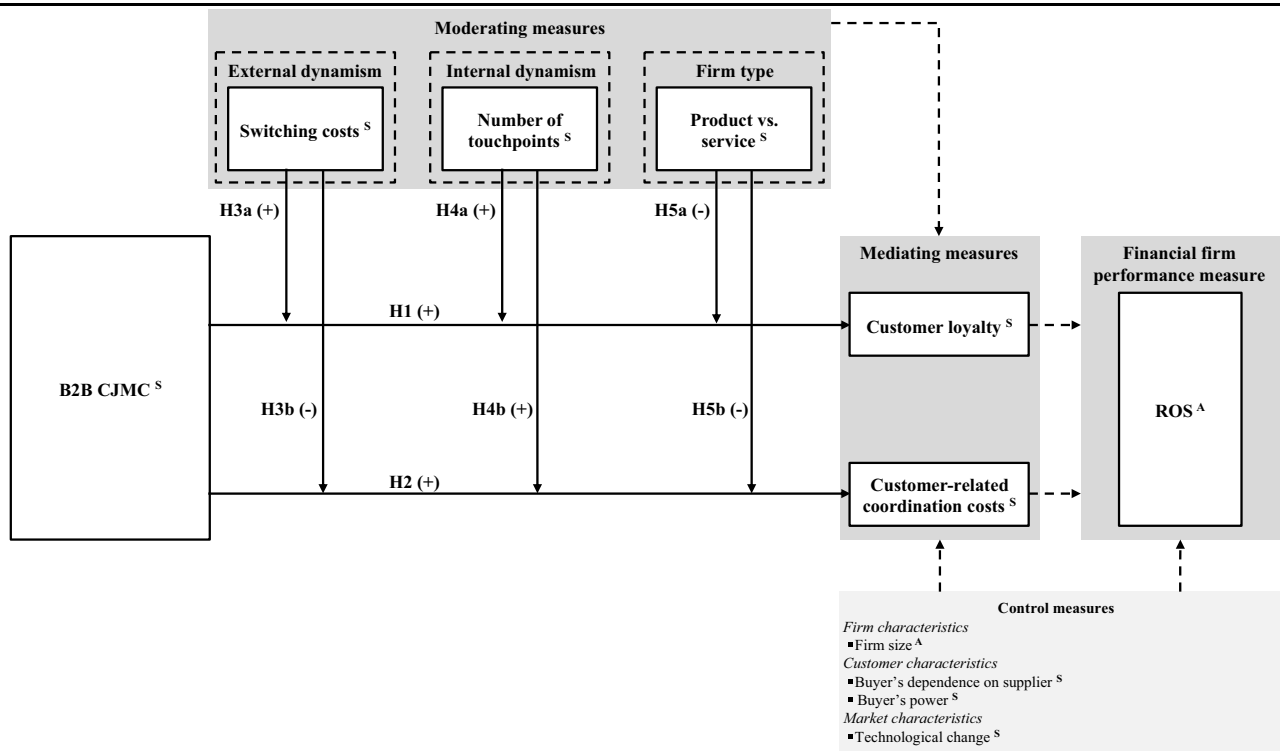 Moderating measures
External dynamism
Internal dynamism
Firm type
Switching costs S
Number of
touchpoints S
Product vs.
service S
H3a (+)
H4a (+)
H5a (-)
Mediating measures
Financial firm
performance measure
H1 (+)
Customer loyalty S
B2B CJMC S
H3b (-)
H4b (+)
H5b (-)
ROS A
H2 (+)
Customer-related
coordination costs S
Control measures
Firm characteristics
▪Firm size A
Customer characteristics
▪Buyer’s dependence on supplier S
▪ Buyer’s power S
Market characteristics
▪Technological change S